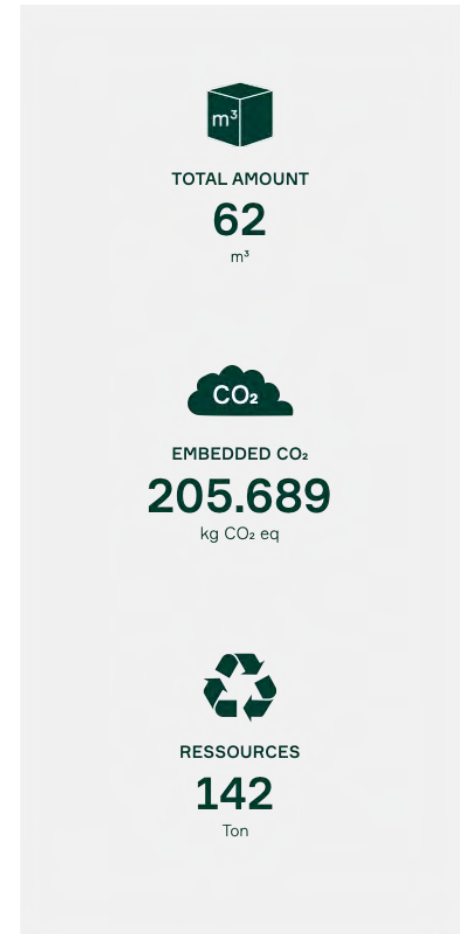 m³
TOTAL AMOUNT
62
m³
CO₂
EMBEDDED CO₂
205.689
kg CO₂ eq
RESSOURCES
142
Ton